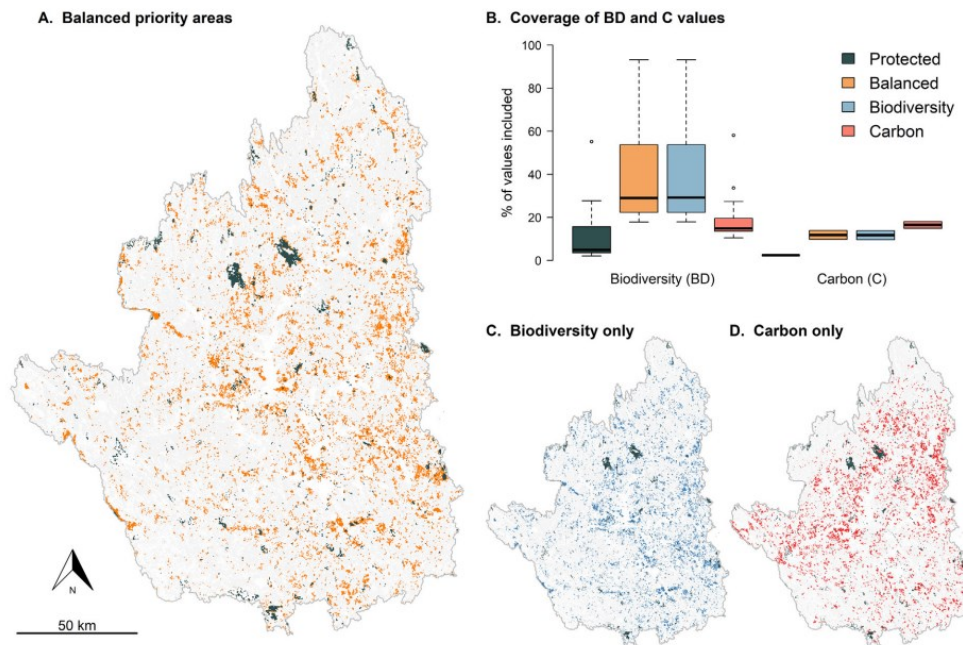 A. Balanced priority areas
B. Coverage of BD and C values
100
80
60
40
20
0
% of values included
Protected
Balanced
Biodiversity
Carbon
Biodiversity (BD)
Carbon (C)
C. Biodiversity only
D. Carbon only
N
50 km